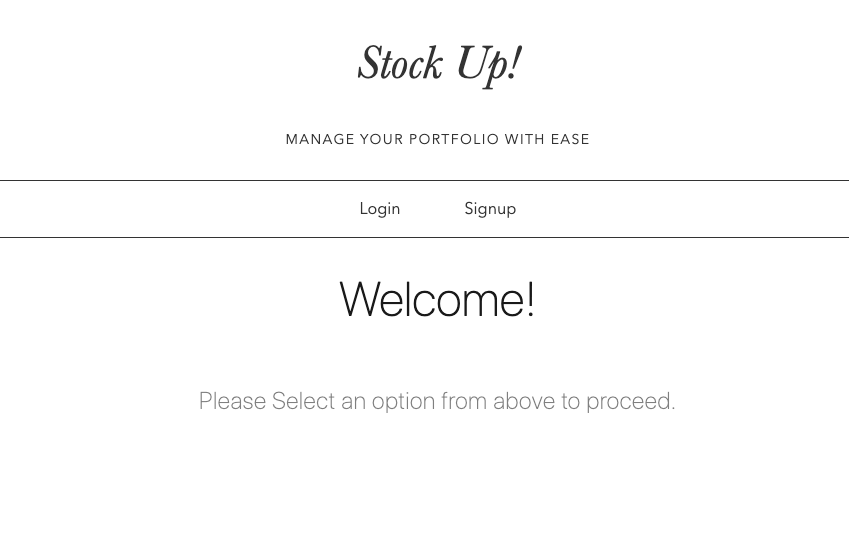 Stock Up!
MANAGE YOUR PORTFOLIO WITH EASE
Login Signup
Welcome!
Please Select an option from above to proceed.